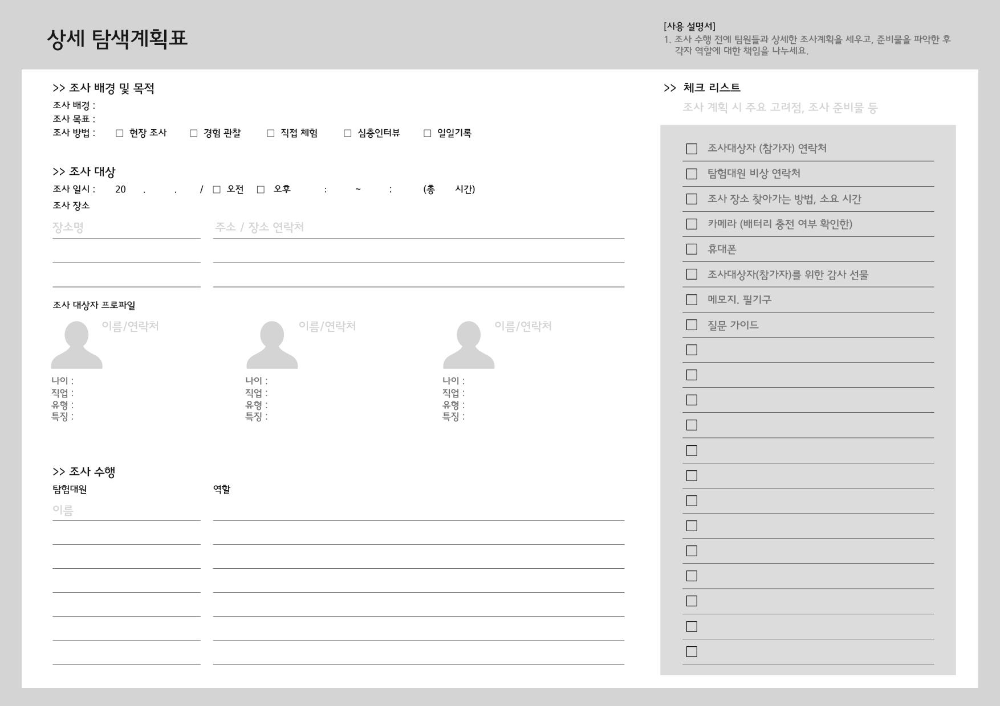 상세 탐색계획표
[사용 설명서]
1. 조사 수행 전에 팀원들과 상세한 조사계획을 세우고, 준비물을 파악한 후
각자 역할에 대한 책임을 나누세요.
>> 조사 배경 및 목적
조사 배경 :
조사 목표 :
조사 방법 : □ 현장 조사 □ 경험 관찰 □ 직접 체험 □ 심층인터뷰 □ 일일기록
>> 조사 대상
조사 일시 : 20 . . / □ 오전 □ 오후 : ~ : (총 시간)
조사 장소
장소명 주소 / 장소 연락처
조사 대상자 프로파일
이름/연락처 이름/연락처 이름/연락처
나이 : 나이 : 나이 :
직업 : 직업 : 직업 :
유형 : 유형 : 유형 :
특징 : 특징 : 특징 :
>> 조사 수행
탐험대원 역할
이름
>> 체크 리스트
조사 계획 시 주요 고려점, 조사 준비물 등
□ 조사대상자 (참가자) 연락처
□ 탐험대원 비상 연락처
□ 조사 장소 찾아가는 방법, 소요 시간
□ 카메라 (배터리 충전 여부 확인한)
□ 휴대폰
□ 조사대상자(참가자)를 위한 감사 선물
□ 메모지. 필기구
□ 질문 가이드